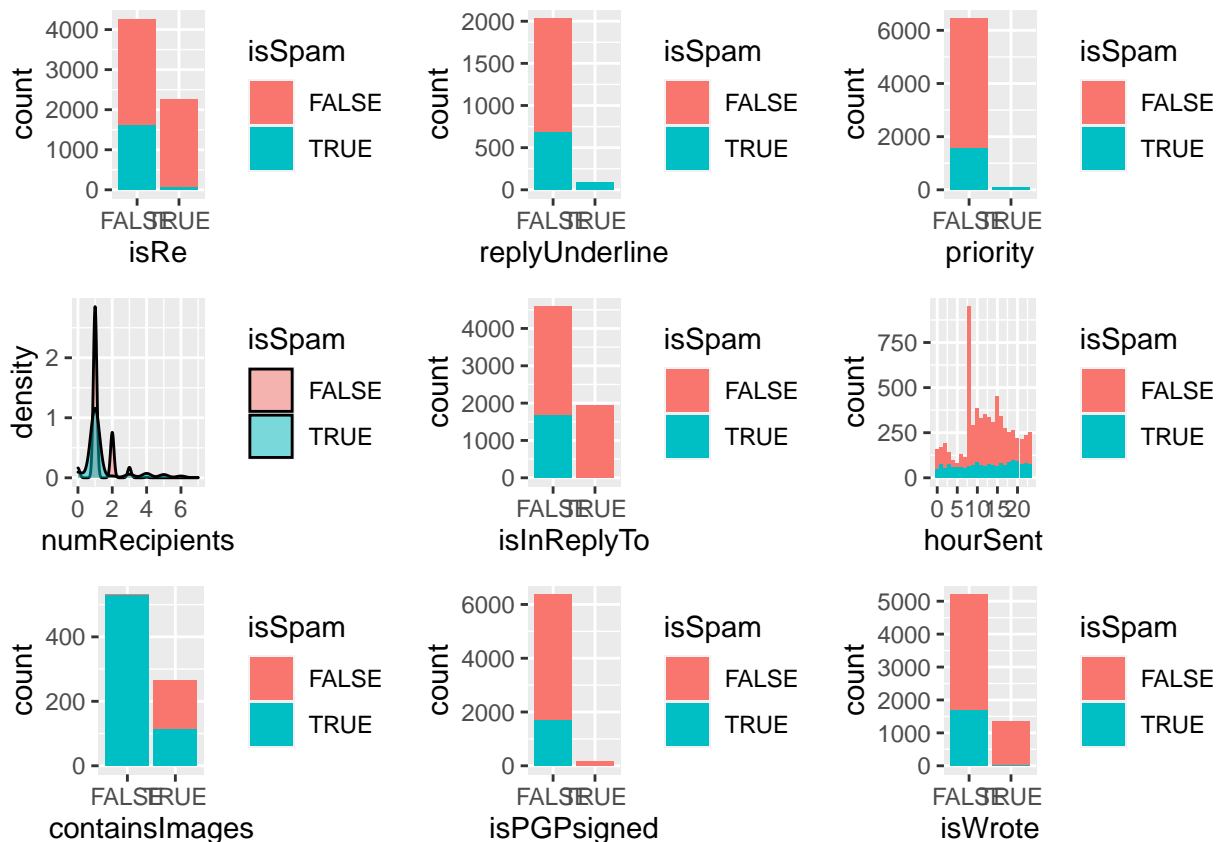 count
4000
3000
2000
1000
0
FALSE
TRUE
isRe
isSpam
FALSE
TRUE
count
2000
1500
1000
500
0
FALSE
TRUE
replyUnderline
isSpam
FALSE
TRUE
count
6000
4000
2000
0
FALSE
TRUE
priority
isSpam
FALSE
TRUE
density
2
1
0
0 2 4 6
numRecipients
isSpam
FALSE
TRUE
count
4000
3000
2000
1000
0
FALSE
TRUE
isInReplyTo
isSpam
FALSE
TRUE
count
750
500
250
0
0 5 10 15 20
hourSent
isSpam
FALSE
TRUE
count
400
200
0
FALSE
TRUE
containsImages
isSpam
FALSE
TRUE
count
6000
4000
2000
0
FALSE
TRUE
isPGPsigned
isSpam
FALSE
TRUE
count
5000
4000
3000
2000
1000
0
FALSE
TRUE
isWrote
isSpam
FALSE
TRUE